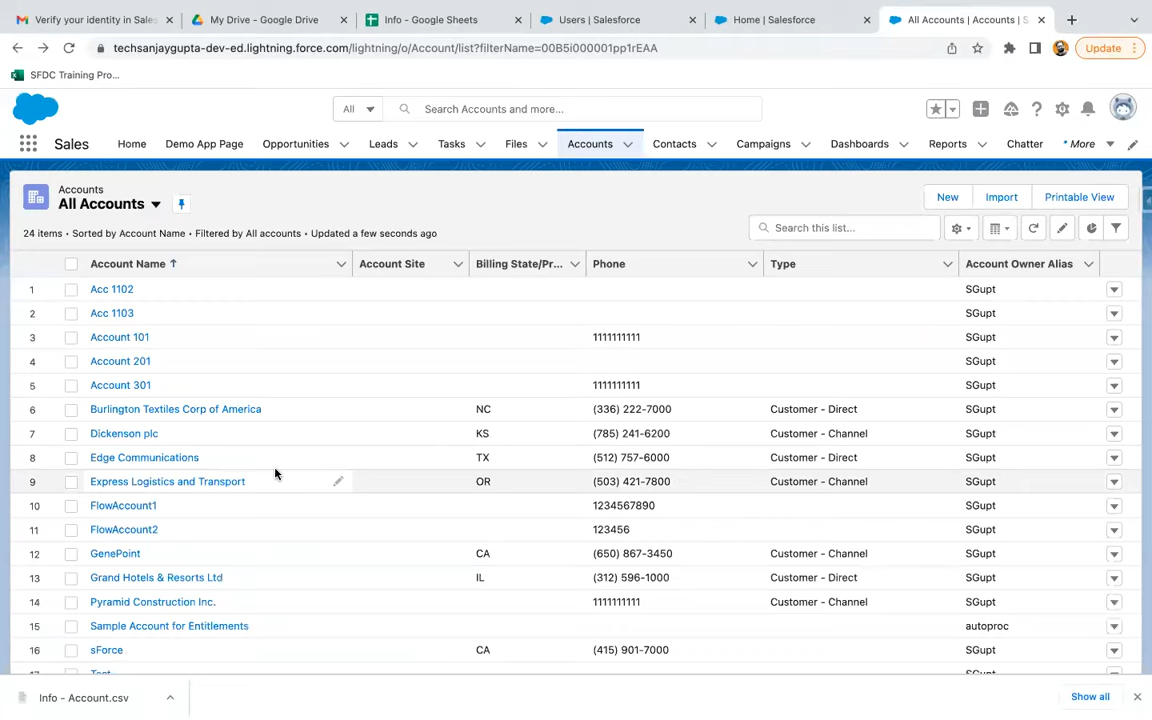 Verify your identity in Sales
My Drive - Google Drive
Info - Google Sheets
Users | Salesforce
Home | Salesforce
All Accounts | Accounts | S
techsanjaygupta-dev-ed.lightning.force.com/lightning/o/Account/list?filterName=00B5i000001pp1rEAA
Update
SFDC Training Pro...
All
Search Accounts and more...
Sales
Home
Demo App Page
Opportunities
Leads
Tasks
Files
Accounts
Contacts
Campaigns
Dashboards
Reports
Chatter
* More
Accounts
All Accounts
New
Import
Printable View
24 items • Sorted by Account Name • Filtered by All accounts • Updated a few seconds ago
Search this list...
Account Name ↑ Account Site Billing State/Pr... Phone Type Account Owner Alias
1 Acc 1102 SGupt
2 Acc 1103 SGupt
3 Account 101 1111111111 SGupt
4 Account 201 SGupt
5 Account 301 1111111111 SGupt
6 Burlington Textiles Corp of America NC (336) 222-7000 Customer - Direct SGupt
7 Dickenson plc KS (785) 241-6200 Customer - Channel SGupt
8 Edge Communications TX (512) 757-6000 Customer - Direct SGupt
9 Express Logistics and Transport OR (503) 421-7800 Customer - Channel SGupt
10 FlowAccount1 1234567890 SGupt
11 FlowAccount2 123456 SGupt
12 GenePoint CA (650) 867-3450 Customer - Channel SGupt
13 Grand Hotels & Resorts Ltd IL (312) 596-1000 Customer - Direct SGupt
14 Pyramid Construction Inc. 1111111111 Customer - Channel SGupt
15 Sample Account for Entitlements autoproc
16 sForce CA (415) 901-7000 SGupt
Info - Account.csv
Show all